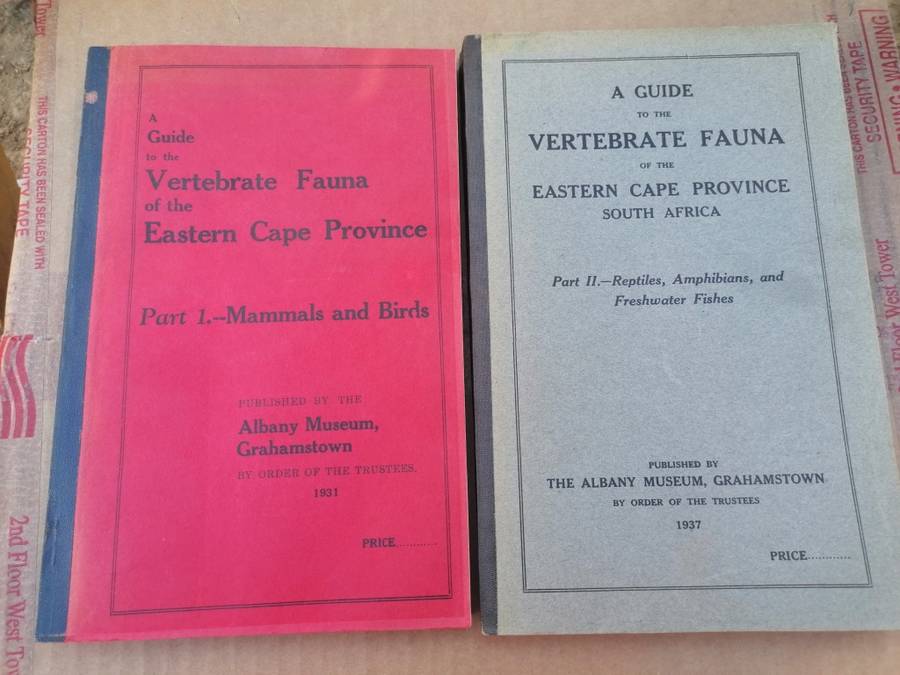 A
Guide
to the
Vertebrate Fauna
of the
Eastern Cape Province
Part 1.--Mammals and Birds
PUBLISHED BY THE
Albany Museum,
Grahamstown
BY ORDER OF THE TRUSTEES.
1931
PRICE............
A GUIDE
TO THE
VERTEBRATE FAUNA
OF THE
EASTERN CAPE PROVINCE
SOUTH AFRICA
Part II.—Reptiles, Amphibians, and
Freshwater Fishes
PUBLISHED BY
THE ALBANY MUSEUM, GRAHAMSTOWN
BY ORDER OF THE TRUSTEES
1937
PRICE............
Tower
THIS CARTON HAS BEEN SEALED WITH
SECURITY TAPE
2nd Floor West Tow
THIS CARTON HAS BEEN
SECURITY TAPE
WARNING
Floor West Tower